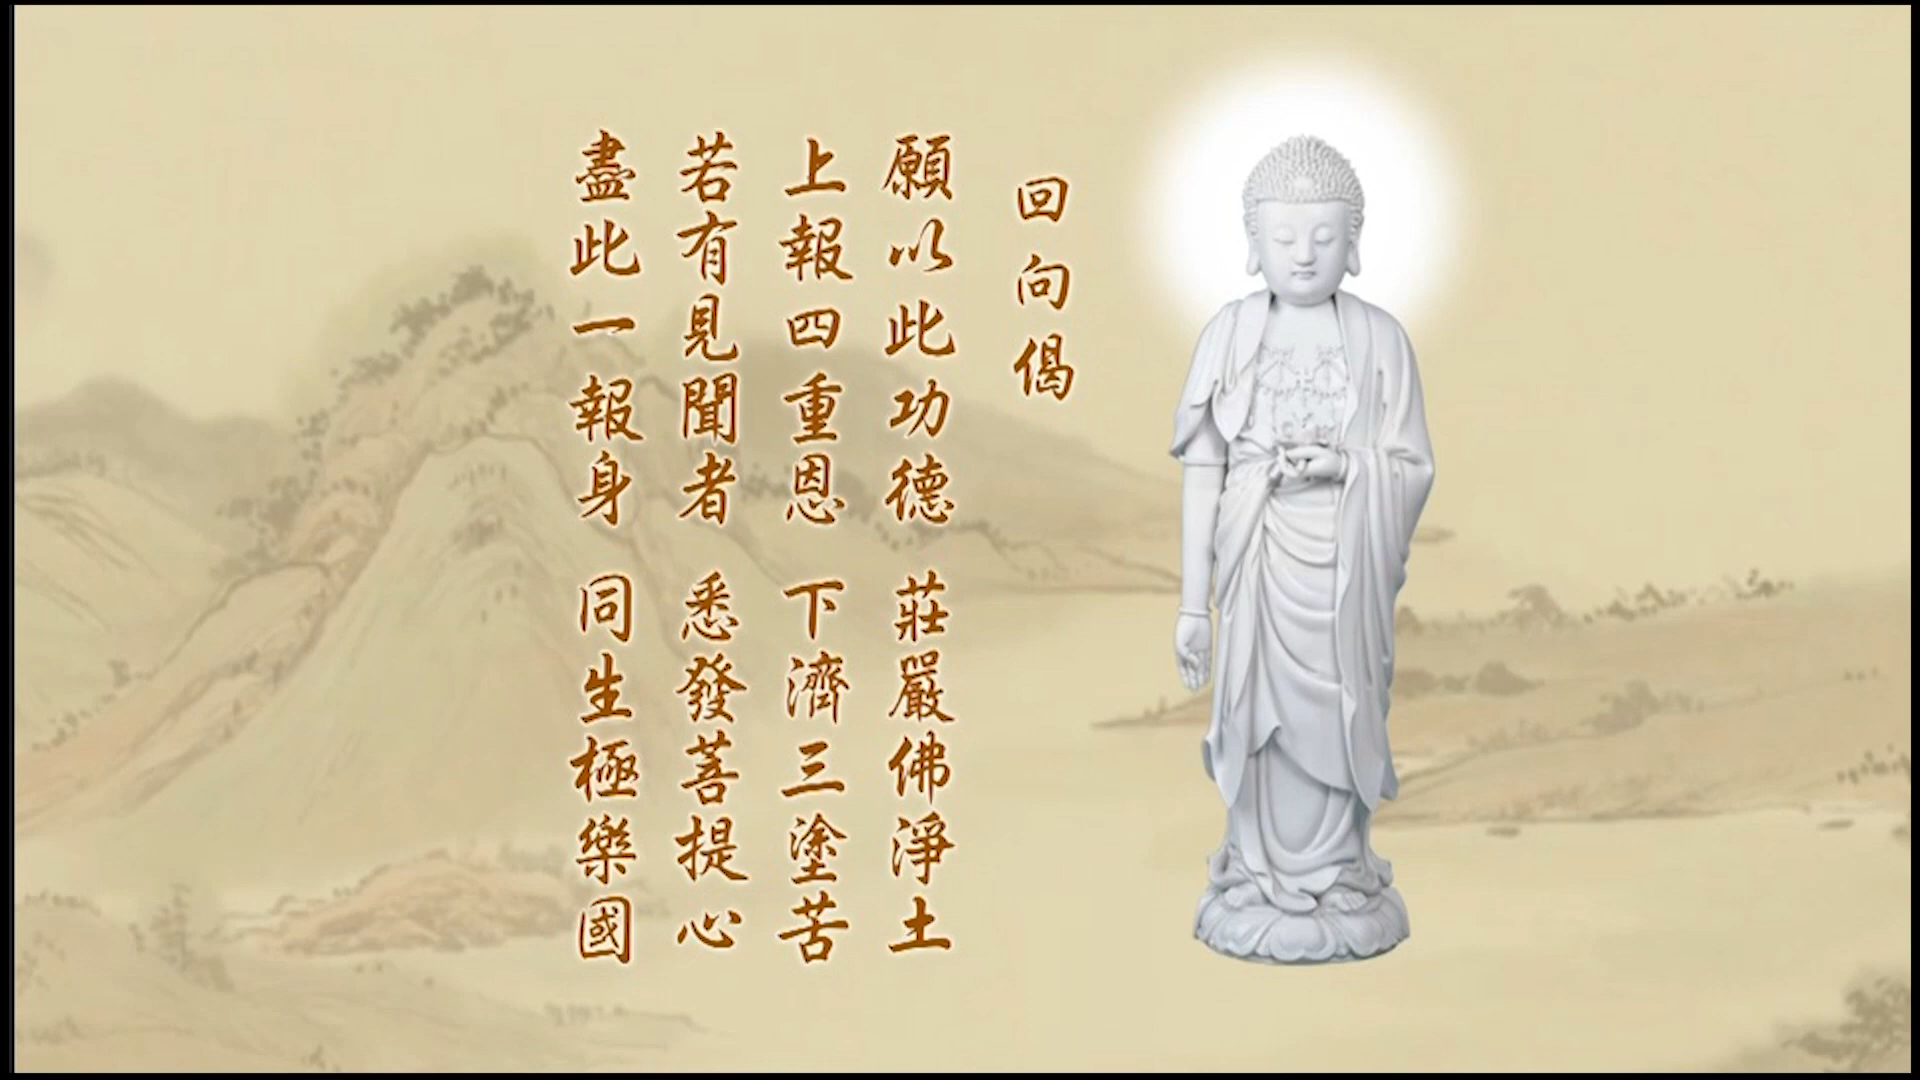 回向偈
願以此功德 莊嚴佛淨土
上報四重恩 下濟三塗苦
若有見聞者 悉發菩提心
盡此一報身 同生極樂國